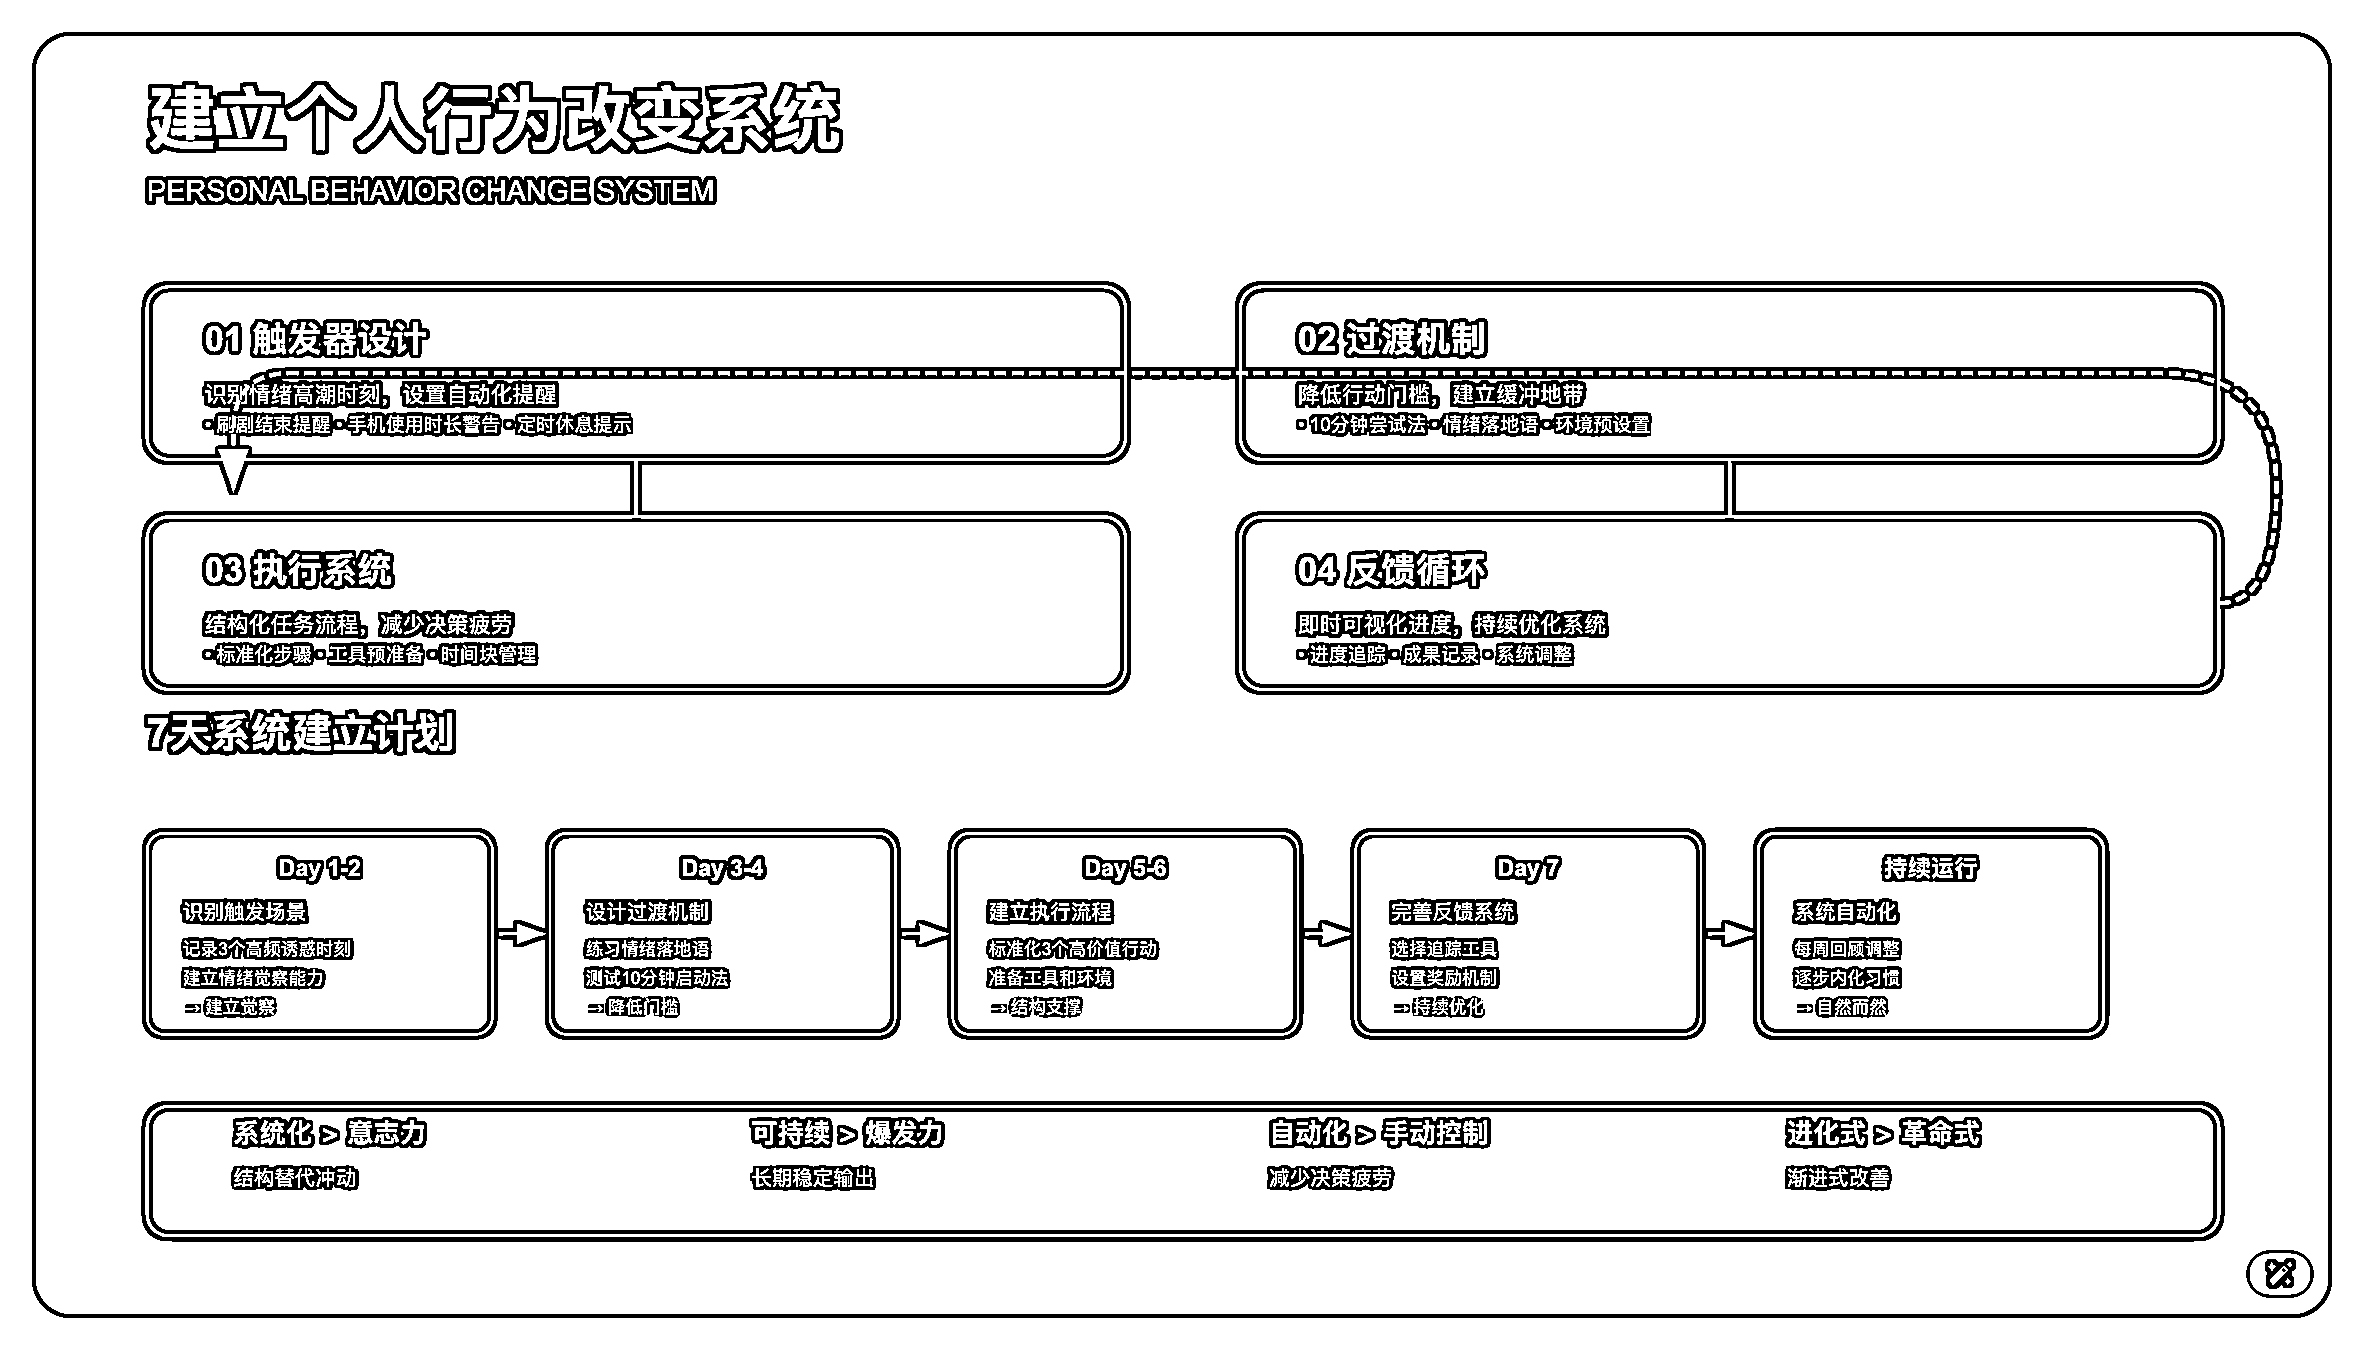 建立个人行为改变系统
PERSONAL BEHAVIOR CHANGE SYSTEM
01 触发器设计
识别情绪高潮时刻，设置自动化提醒
• 刷剧结束提醒 • 手机使用时长警告 • 定时休息提示
02 过渡机制
降低行动门槛，建立缓冲地带
• 10分钟尝试法 • 情绪落地语 • 环境预设置
03 执行系统
结构化任务流程，减少决策疲劳
• 标准化步骤 • 工具预准备 • 时间块管理
04 反馈循环
即时可视化进度，持续优化系统
• 进度追踪 • 成果记录 • 系统调整
7天系统建立计划
Day 1-2
识别触发场景
记录3个高频诱惑时刻
建立情绪觉察能力
→ 建立觉察
Day 3-4
设计过渡机制
练习情绪落地语
测试10分钟启动法
→ 降低门槛
Day 5-6
建立执行流程
标准化3个高价值行动
准备工具和环境
→ 结构支撑
Day 7
完善反馈系统
选择追踪工具
设置奖励机制
→ 持续优化
持续运行
系统自动化
每周回顾调整
逐步内化习惯
→ 自然而然
系统化 > 意志力
结构替代冲动
可持续 > 爆发力
长期稳定输出
自动化 > 手动控制
减少决策疲劳
进化式 > 革命式
渐进式改善